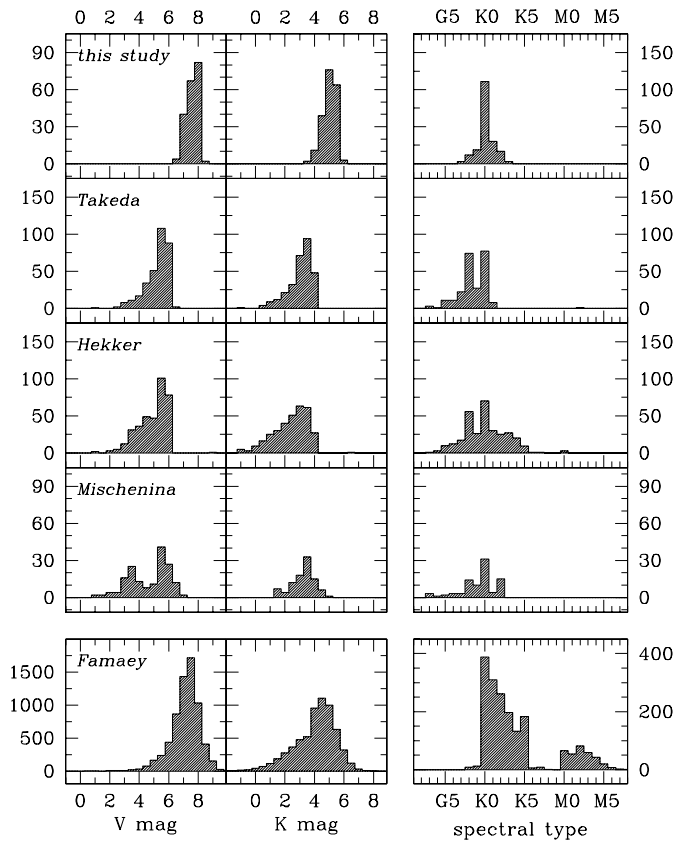 0 2 4 6 8 0 2 4 6 8 G5 K0 K5 M0 M5
this study
90 60 30 0 150 100 50 0
Takeda
150 100 50 0 150 100 50 0
Hekker
150 100 50 0 150 100 50 0
Mischenina
90 60 30 0 90 60 30 0
Famaey
1500 1000 500 0 400 200 0
0 2 4 6 8 0 2 4 6 8 G5 K0 K5 M0 M5
V mag K mag spectral type